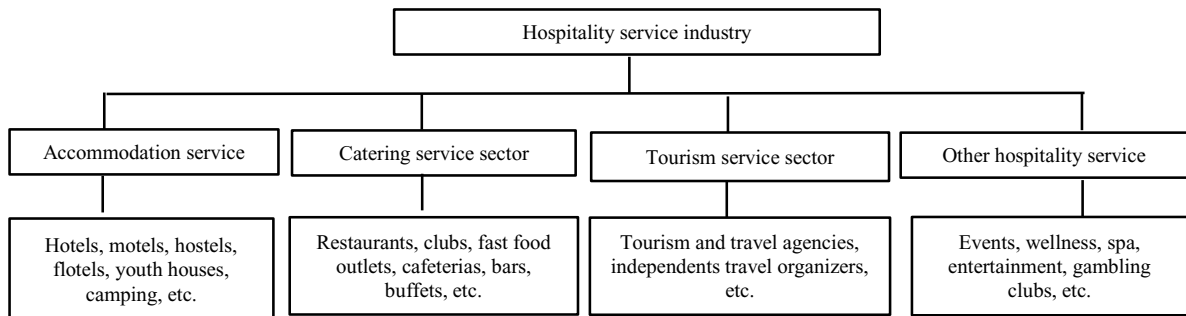 Hospitality service industry
Accommodation service
Catering service sector
Tourism service sector
Other hospitality service
Hotels, motels, hostels,
flotels, youth houses,
camping, etc.
Restaurants, clubs, fast food
outlets, cafeterias, bars,
buffets, etc.
Tourism and travel agencies,
independents travel organizers,
etc.
Events, wellness, spa,
entertainment, gambling
clubs, etc.